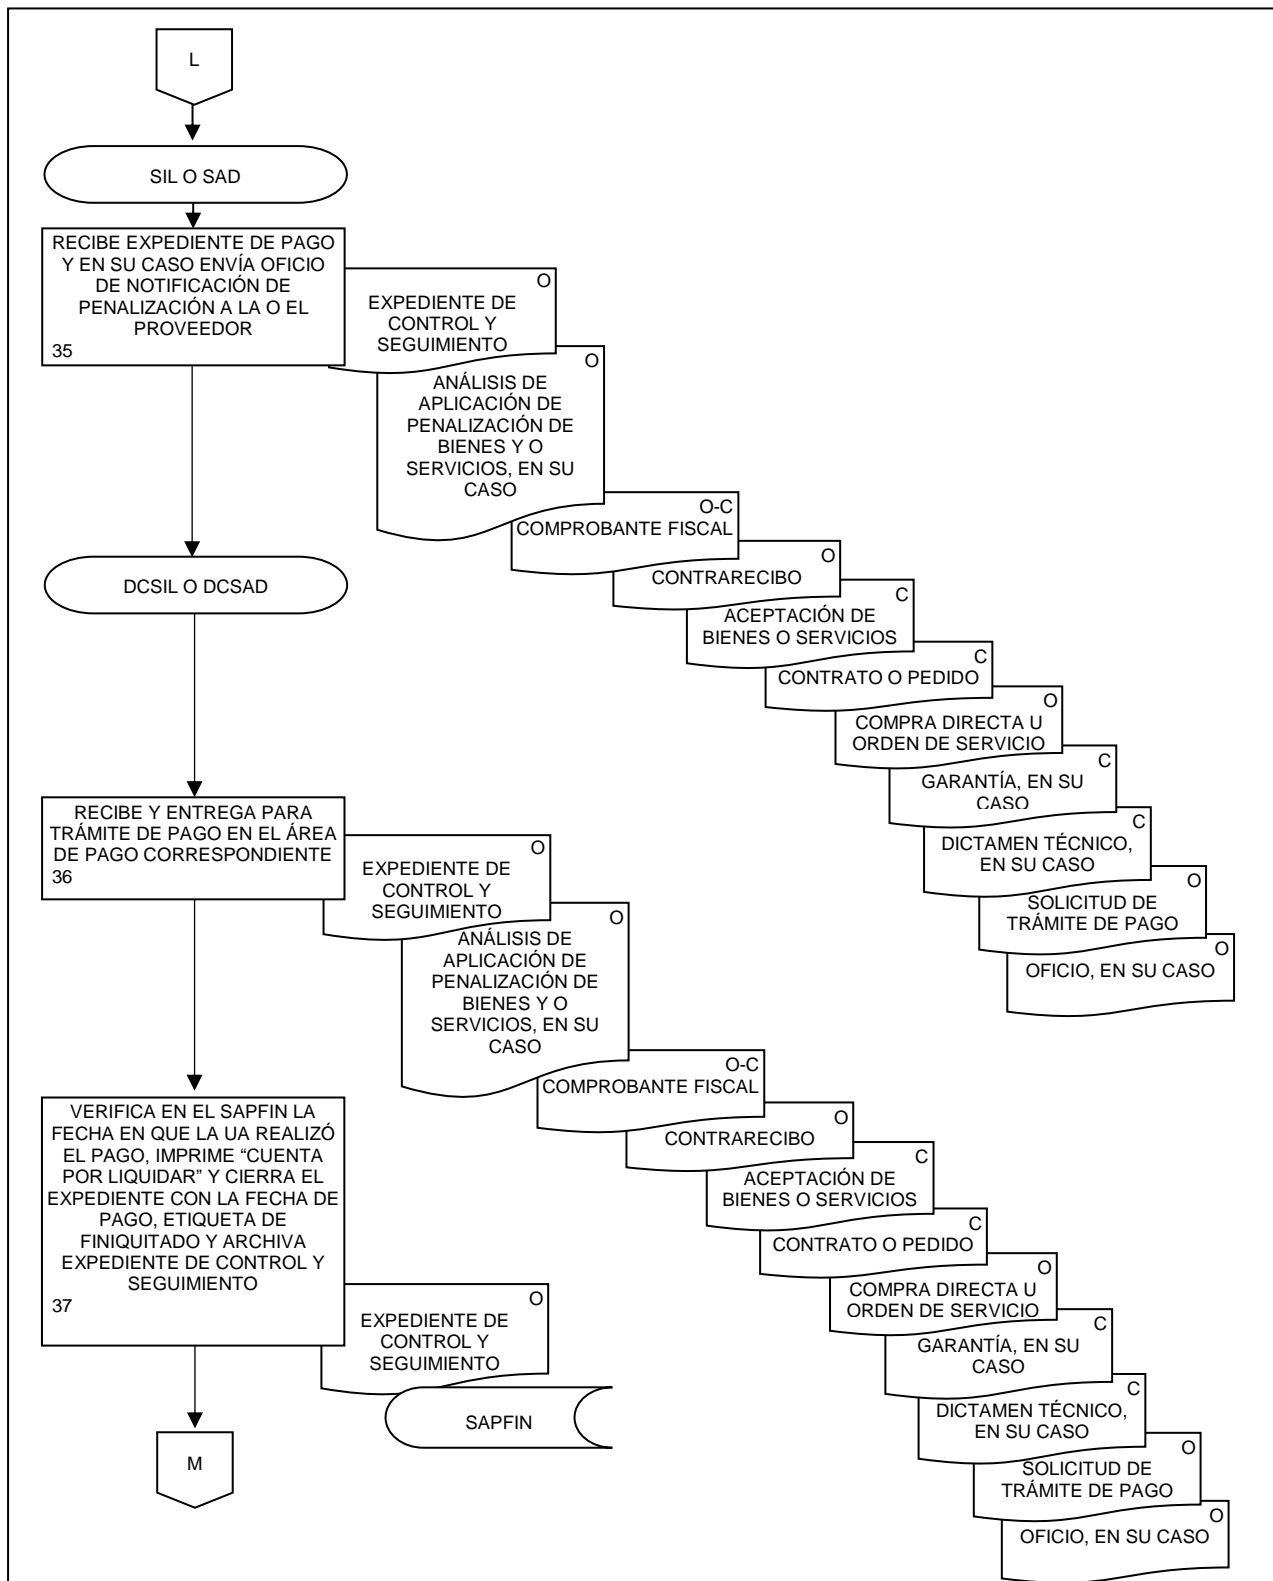 L
SIL O SAD
RECIBE EXPEDIENTE DE PAGO
Y EN SU CASO ENVÍA OFICIO
DE NOTIFICACIÓN DE
PENALIZACIÓN A LA O EL
PROVEEDOR
35
O
EXPEDIENTE DE
CONTROL Y
SEGUIMIENTO
O
ANÁLISIS DE
APLICACIÓN DE
PENALIZACIÓN DE
BIENES Y O
SERVICIOS, EN SU
CASO
O-C
COMPROBANTE FISCAL
O
CONTRARECIBO
C
ACEPTACIÓN DE
BIENES O SERVICIOS
C
CONTRATO O PEDIDO
O
COMPRA DIRECTA U
ORDEN DE SERVICIO
C
GARANTÍA, EN SU
CASO
C
DICTAMEN TÉCNICO,
EN SU CASO
O
SOLICITUD DE
TRÁMITE DE PAGO
O
OFICIO, EN SU CASO
DCSIL O DCSAD
RECIBE Y ENTREGA PARA
TRÁMITE DE PAGO EN EL ÁREA
DE PAGO CORRESPONDIENTE
36
O
EXPEDIENTE DE
CONTROL Y
SEGUIMIENTO
O
ANÁLISIS DE
APLICACIÓN DE
PENALIZACIÓN DE
BIENES Y O
SERVICIOS, EN SU
CASO
O-C
COMPROBANTE FISCAL
O
CONTRARECIBO
C
ACEPTACIÓN DE
BIENES O SERVICIOS
C
CONTRATO O PEDIDO
O
COMPRA DIRECTA U
ORDEN DE SERVICIO
C
GARANTÍA, EN SU
CASO
C
DICTAMEN TÉCNICO,
EN SU CASO
O
SOLICITUD DE
TRÁMITE DE PAGO
O
OFICIO, EN SU CASO
VERIFICA EN EL SAPFIN LA
FECHA EN QUE LA UA REALIZÓ
EL PAGO, IMPRIME “CUENTA
POR LIQUIDAR” Y CIERRA EL
EXPEDIENTE CON LA FECHA DE
PAGO, ETIQUETA DE
FINIQUITADO Y ARCHIVA
EXPEDIENTE DE CONTROL Y
SEGUIMIENTO
37
O
EXPEDIENTE DE
CONTROL Y
SEGUIMIENTO
SAPFIN
M